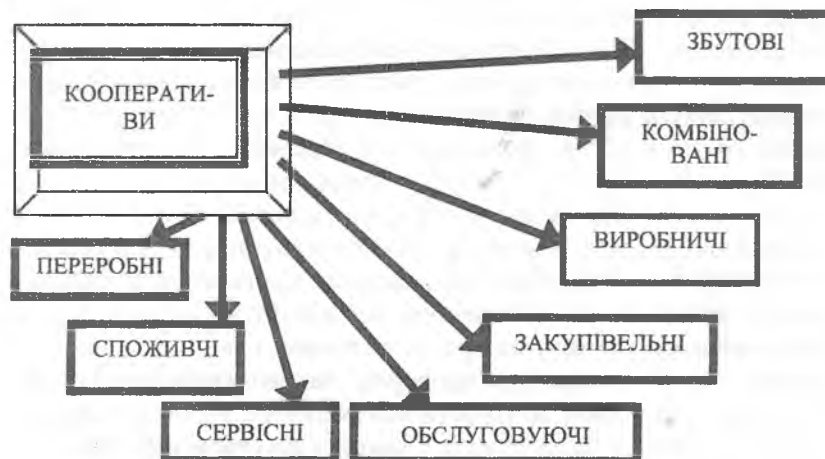 КООПЕРАТИ-
ВИ
ЗБУТОВІ
КОМБІНО-
ВАНІ
ВИРОБНИЧІ
ЗАКУПІВЕЛЬНІ
ОБСЛУГОВУЮЧІ
СЕРВІСНІ
СПОЖИВЧІ
ПЕРЕРОБНІ